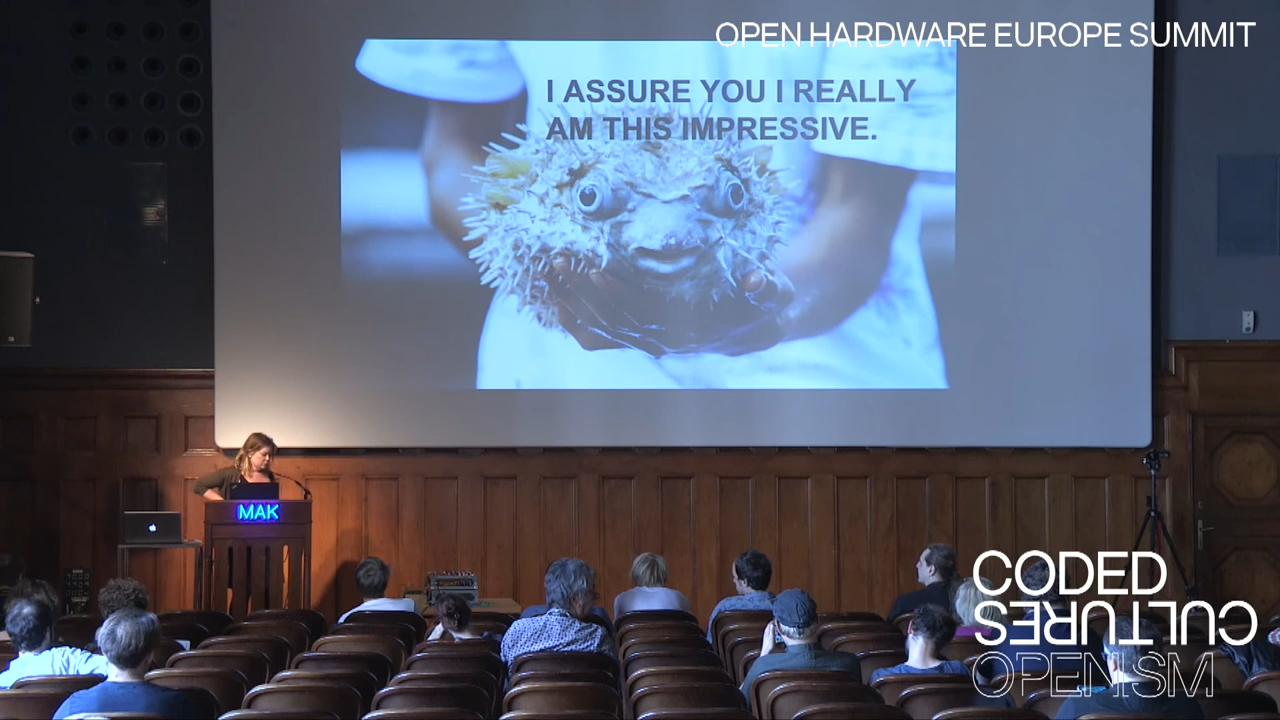 OPEN HARDWARE EUROPE SUMMIT
I ASSURE YOU I REALLY
AM THIS IMPRESSIVE.
MAK
CODED
CULTURES
OPENISM